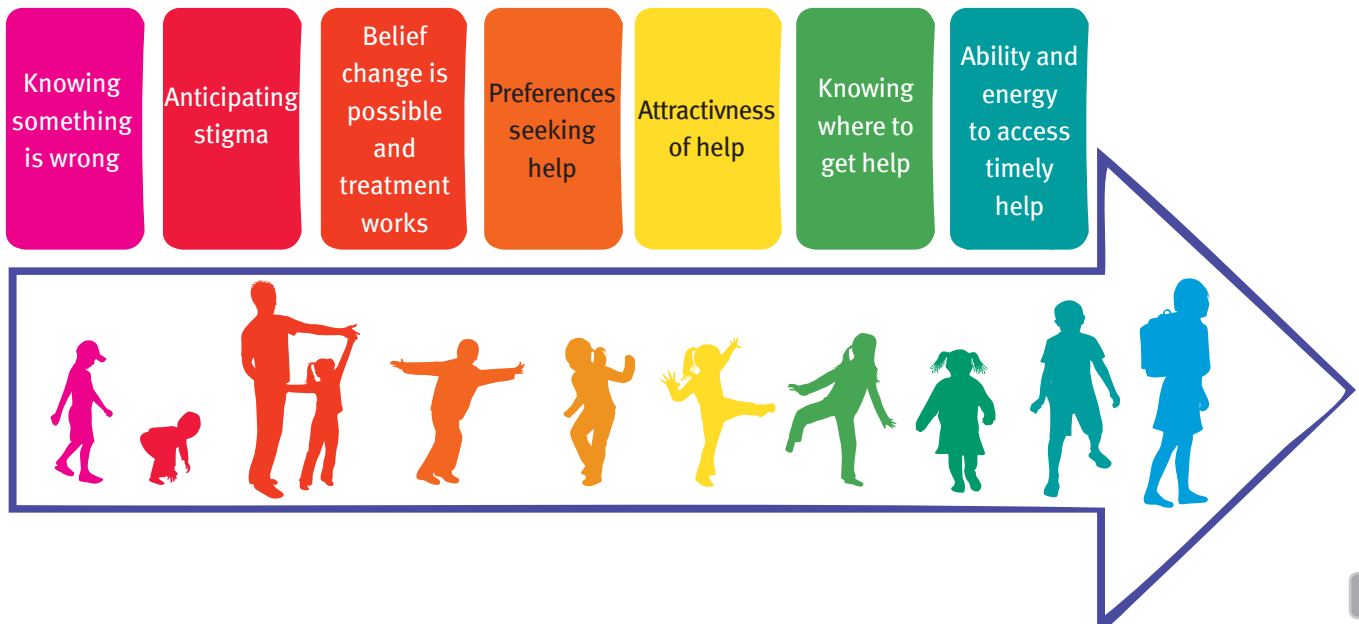 Knowing
something
is wrong
Anticipating
stigma
Belief
change is
possible
and
treatment
works
Preferences
seeking
help
Attractivness
of help
Knowing
where to
get help
Ability and
energy
to access
timely
help